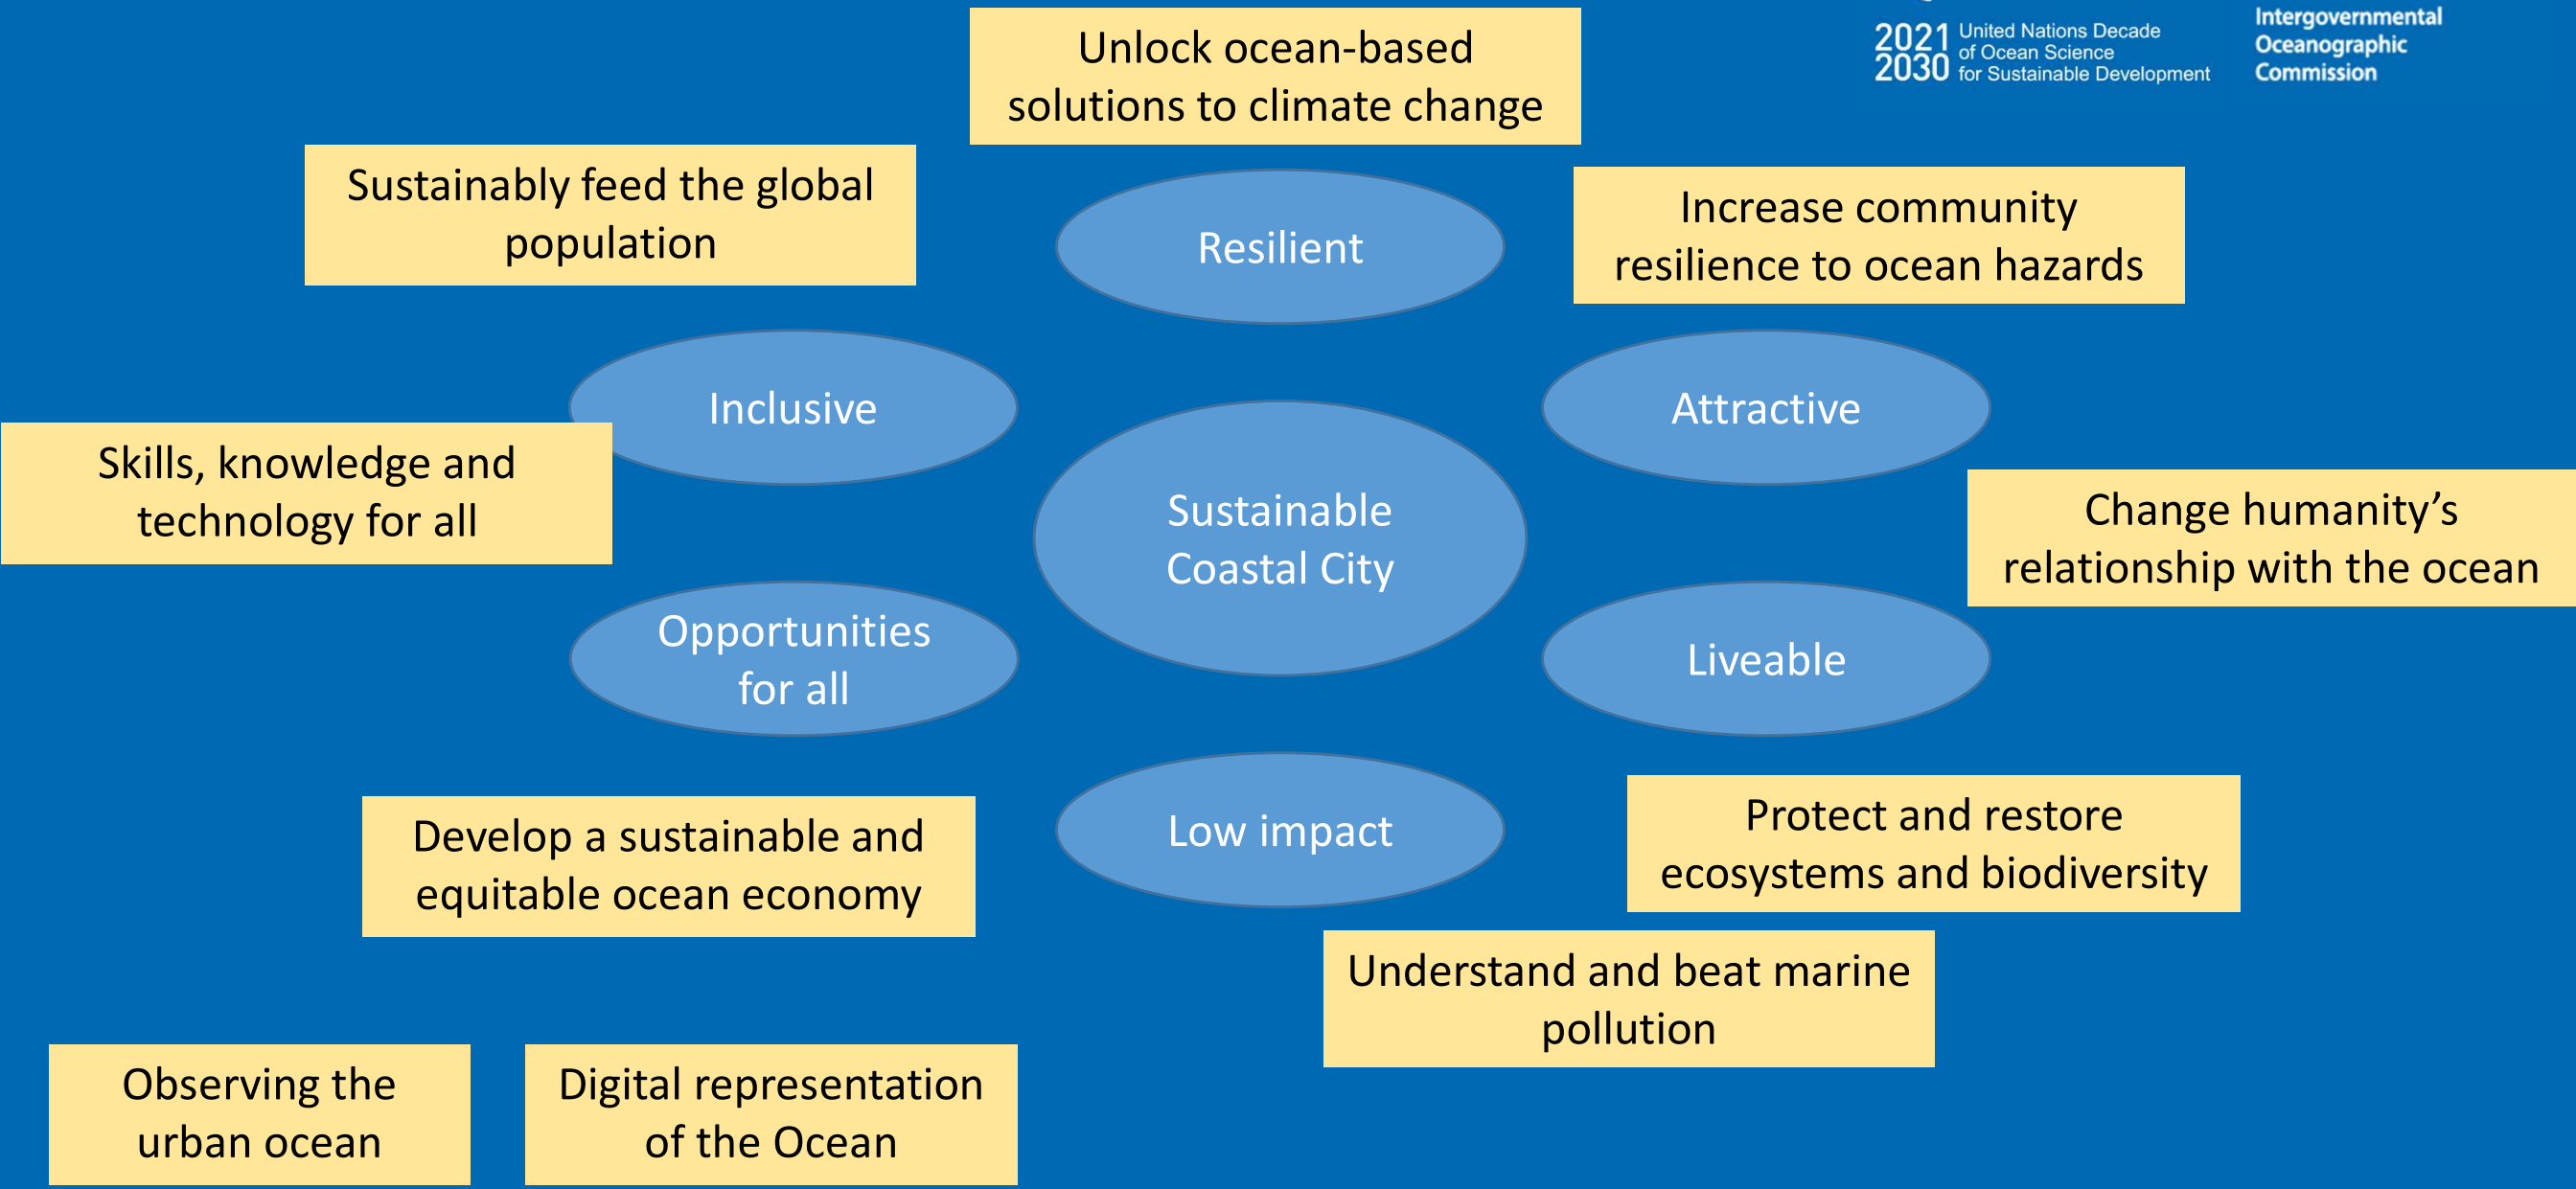 Unlock ocean-based
solutions to climate change
2021
2030
United Nations Decade
of Ocean Science
for Sustainable Development
Intergovernmental
Oceanographic
Commission
Sustainably feed the global
population
Resilient
Increase community
resilience to ocean hazards
Inclusive
Attractive
Skills, knowledge and
technology for all
Sustainable
Coastal City
Change humanity’s
relationship with the ocean
Opportunities
for all
Liveable
Develop a sustainable and
equitable ocean economy
Low impact
Protect and restore
ecosystems and biodiversity
Understand and beat marine
pollution
Observing the
urban ocean
Digital representation
of the Ocean